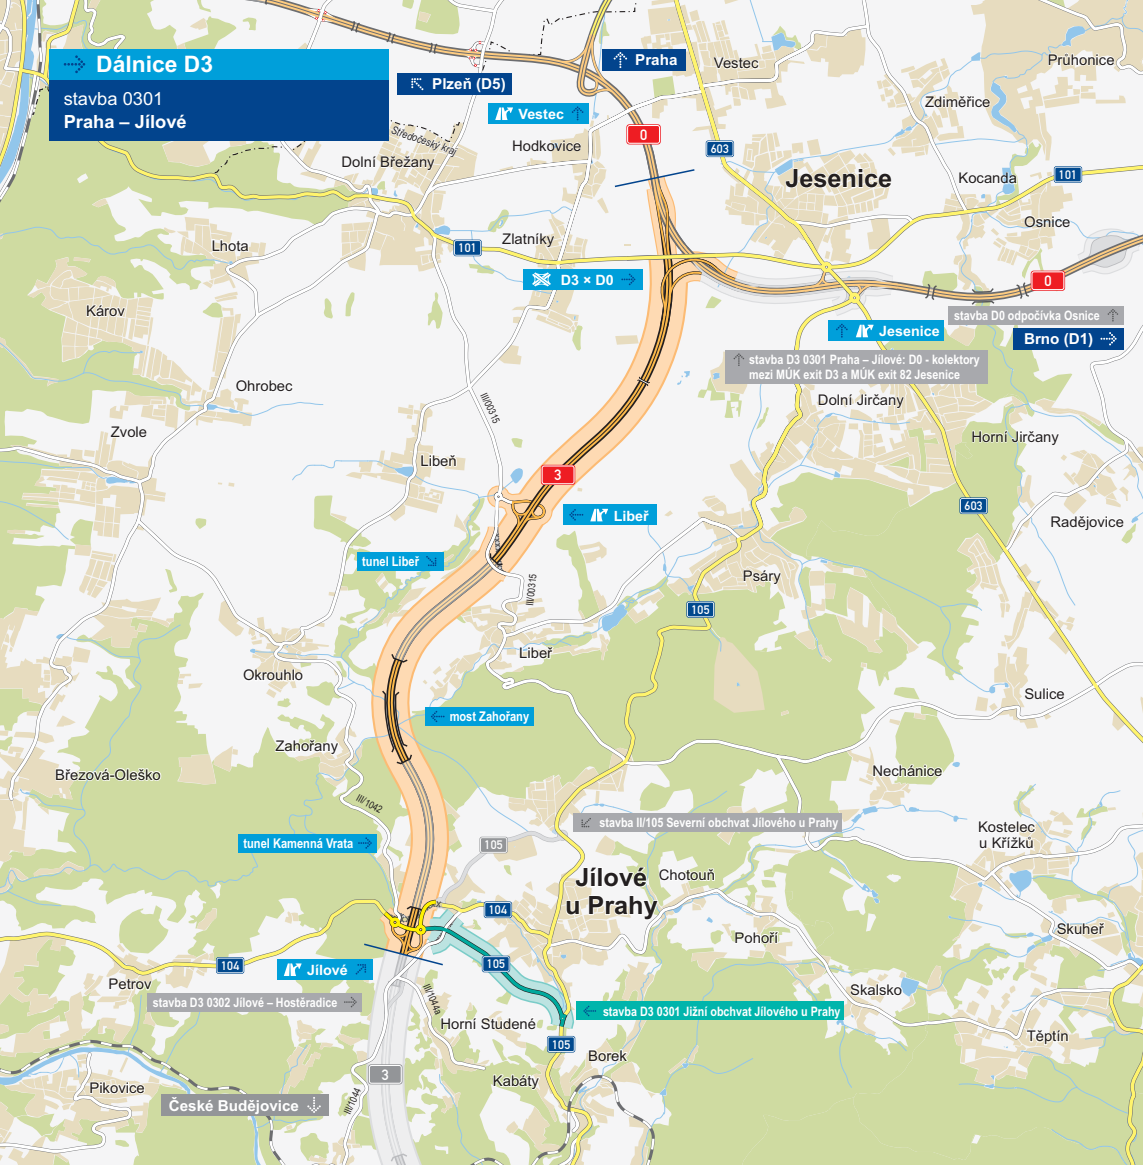 Dálnice D3
stavba 0301
Praha – Jílové
Praha
Plzeň (D5)
Vestec
Vestec
Průhonice
Zdiměřice
Hodkovice
0
603
Středočeský kraj
Dolní Břežany
Jesenice
Kocanda
101
Osnice
Lhota
101
Zlatníky
D3 × D0
0
Károv
stavba D0 odpočívka Osnice
Jesenice
Brno (D1)
stavba D3 0301 Praha – Jílové: D0 - kolektory
mezi MÚK exit D3 a MÚK exit 82 Jesenice
Ohrobec
III/00315
Dolní Jirčany
Zvole
Horní Jirčany
Libeň
3
Libeř
603
Radějovice
tunel Libeř
III/00315
Psáry
105
Libeř
Okrouhlo
Sulice
most Zahořany
Zahořany
Březová-Oleško
Nechánice
III/1042
stavba II/105 Severní obchvat Jílového u Prahy
Kostelec
u Křížků
tunel Kamenná Vrata
105
Jílové
u Prahy
Chotouň
104
Skuheř
Pohoří
104
Jílové
105
Petrov
stavba D3 0302 Jílové – Hostěradice
III/1044a
Skalsko
stavba D3 0301 Jižní obchvat Jílového u Prahy
Horní Studené
Těptín
105
Borek
3
Kabáty
Pikovice
České Budějovice
III/1044